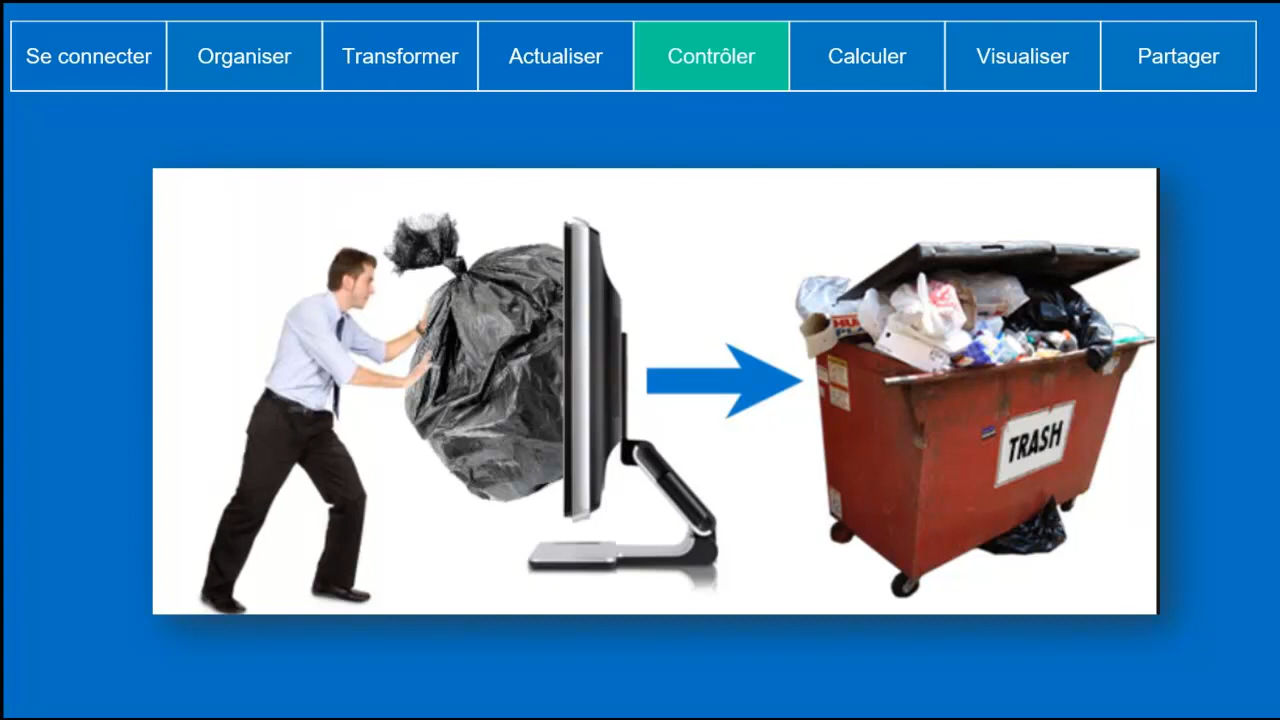 Se connecter
Organiser
Transformer
Actualiser
Contrôler
Calculer
Visualiser
Partager
TRASH